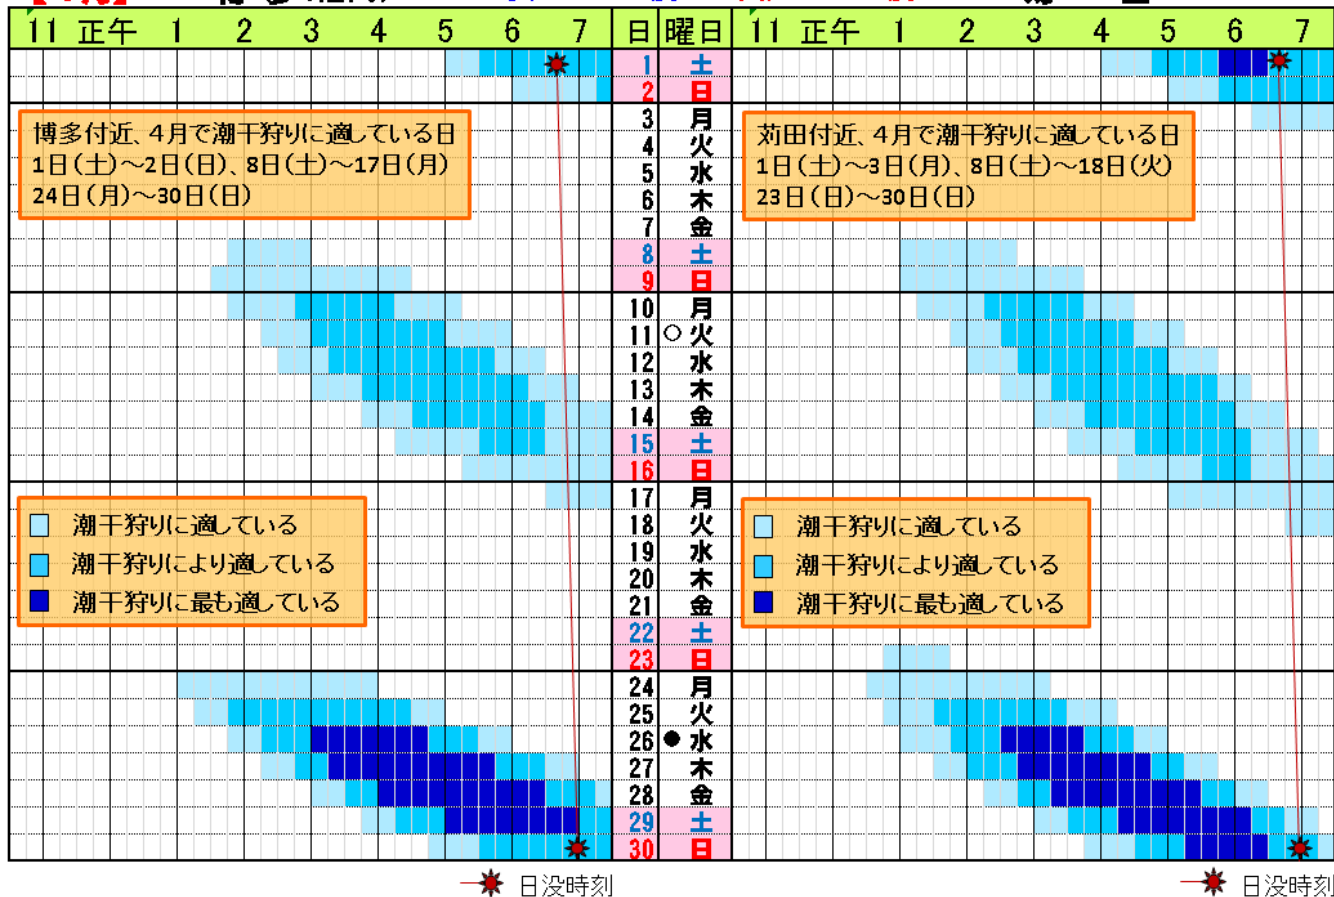 11 正午 1 2 3 4 5 6 7 日 曜日 11 正午 1 2 3 4 5 6 7
1 土
2 日
3 月
4 火
5 水
6 木
7 金
8 土
9 日
10 月
11 ○ 火
12 水
13 木
14 金
15 土
16 日
17 月
18 火
19 水
20 木
21 金
22 土
23 日
24 月
25 火
26 ● 水
27 木
28 金
29 土
30 日
博多付近、4月で潮干狩りに適している日
1日(土)～2日(日)、8日(土)～17日(月)
24日(月)～30日(日)
苅田付近、4月で潮干狩りに適している日
1日(土)～3日(月)、8日(土)～18日(火)
23日(日)～30日(日)
潮干狩りに適している
潮干狩りにより適している
潮干狩りに最も適している
潮干狩りに適している
潮干狩りにより適している
潮干狩りに最も適している
日没時刻
日没時刻